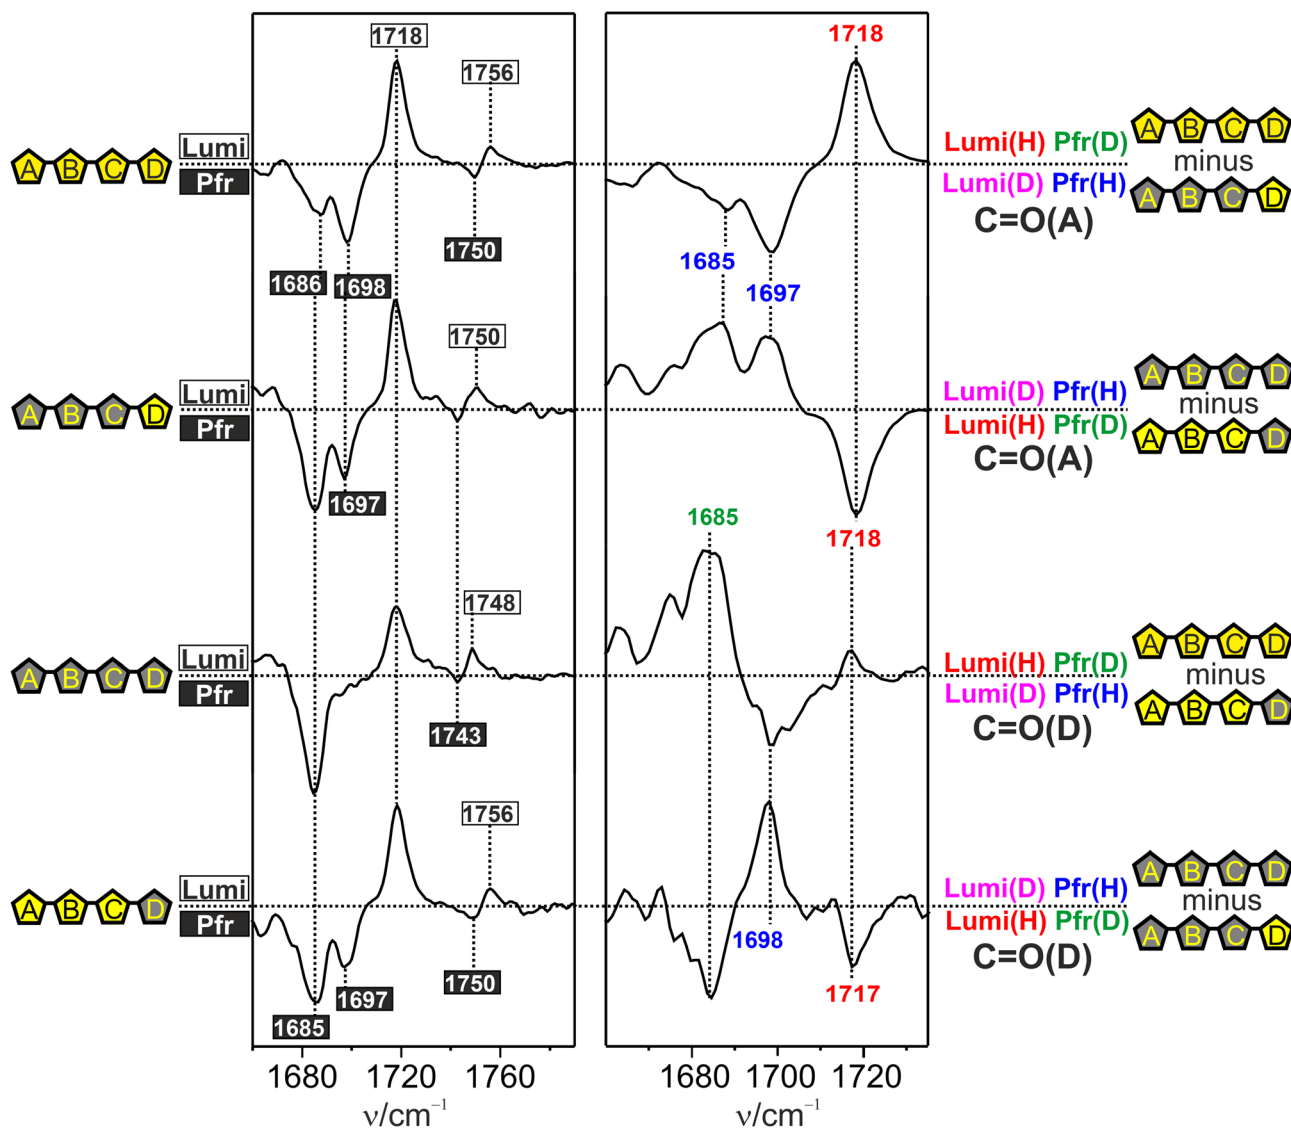 1718
1756
A B C D
Lumi
Pfr
1686
1698
1750
1750
A B C D
Lumi
Pfr
1697
1748
A B C D
Lumi
Pfr
1743
1756
A B C D
Lumi
Pfr
1685
1697
1750
1680 1720 1760
ν/cm⁻¹
1718
1685
1697
Lumi(H) Pfr(D)
Lumi(D) Pfr(H)
C=O(A)
A B C D
minus
A B C D
Lumi(D) Pfr(H)
Lumi(H) Pfr(D)
C=O(A)
A B C D
minus
A B C D
1685
1718
Lumi(H) Pfr(D)
Lumi(D) Pfr(H)
C=O(D)
A B C D
minus
A B C D
1698
1717
Lumi(D) Pfr(H)
Lumi(H) Pfr(D)
C=O(D)
A B C D
minus
A B C D
1680 1700 1720
ν/cm⁻¹